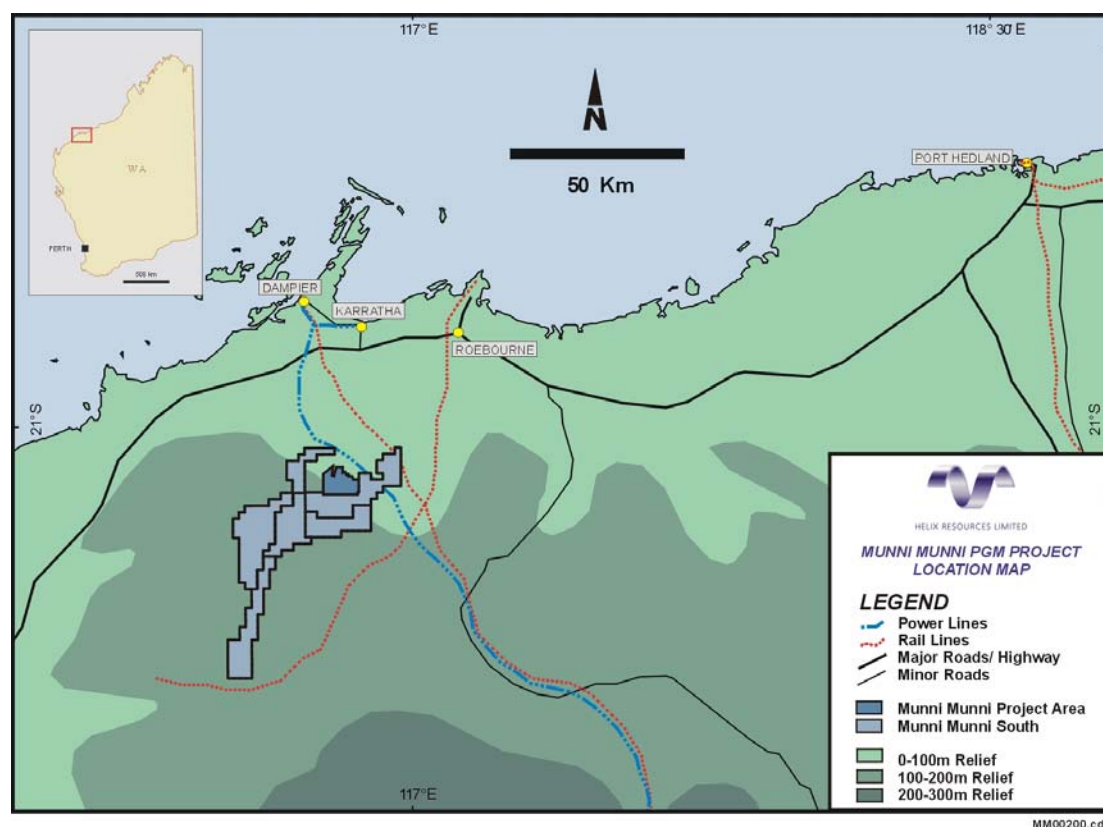 117°E
118° 30' E
WA
PERTH
500 km
N
50 Km
PORT HEDLAND
DAMPIER
KARRATHA
ROEBOURNE
21°S
21°S
HELIX RESOURCES LIMITED
MUNNI MUNNI PGM PROJECT
LOCATION MAP
LEGEND
Power Lines
Rail Lines
Major Roads/ Highway
Minor Roads
Munni Munni Project Area
Munni Munni South
0-100m Relief
100-200m Relief
200-300m Relief
117°E